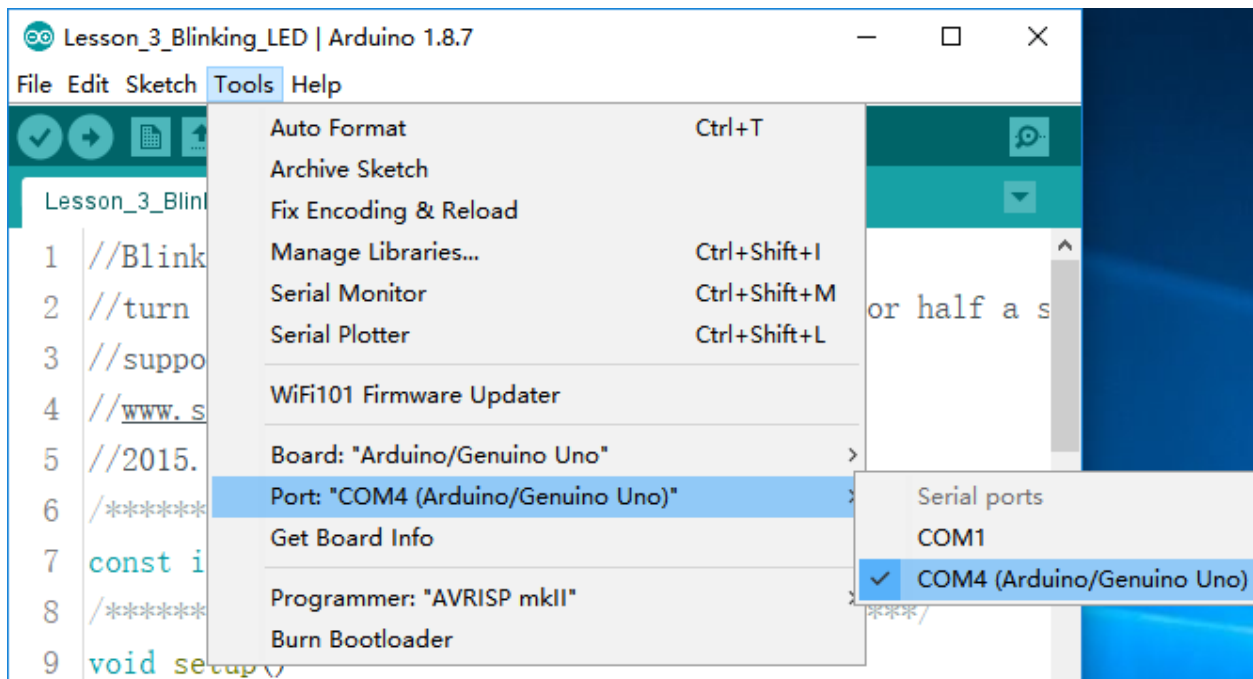 Lesson_3_Blinking_LED | Arduino 1.8.7
File Edit Sketch Tools Help
Auto Format Ctrl+T
Archive Sketch
Fix Encoding & Reload
Manage Libraries... Ctrl+Shift+I
Serial Monitor Ctrl+Shift+M
Serial Plotter Ctrl+Shift+L
WiFi101 Firmware Updater
Board: "Arduino/Genuino Uno"
Port: "COM4 (Arduino/Genuino Uno)"
Get Board Info
Programmer: "AVRISP mkII"
Burn Bootloader
Serial ports
COM1
COM4 (Arduino/Genuino Uno)
Lesson_3_Blin
1 //Blink
2 //turn or half a s
3 //suppo
4 //www.s
5 //2015.
6 /******
7 const i
8 /****** ***/
9 void setup()